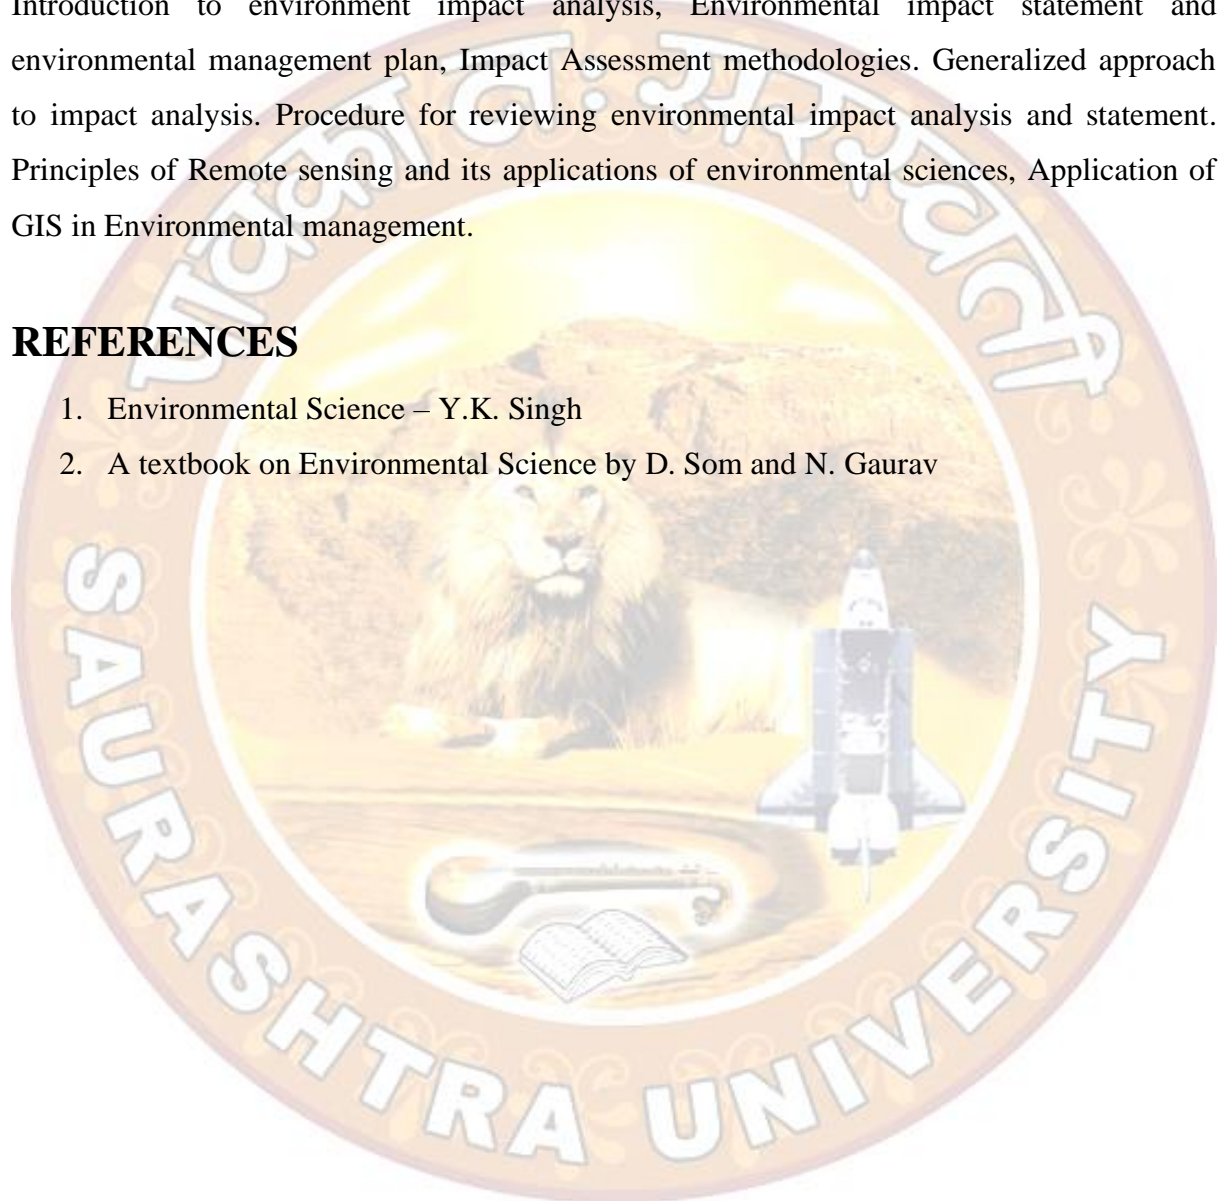 Introduction to environment impact analysis, Environmental impact statement and
environmental management plan, Impact Assessment methodologies. Generalized approach
to impact analysis. Procedure for reviewing environmental impact analysis and statement.
Principles of Remote sensing and its applications of environmental sciences, Application of
GIS in Environmental management.
REFERENCES
1. Environmental Science – Y.K. Singh
2. A textbook on Environmental Science by D. Som and N. Gaurav
पावका नः सरस्वती
SAURASHTRA UNIVERSITY